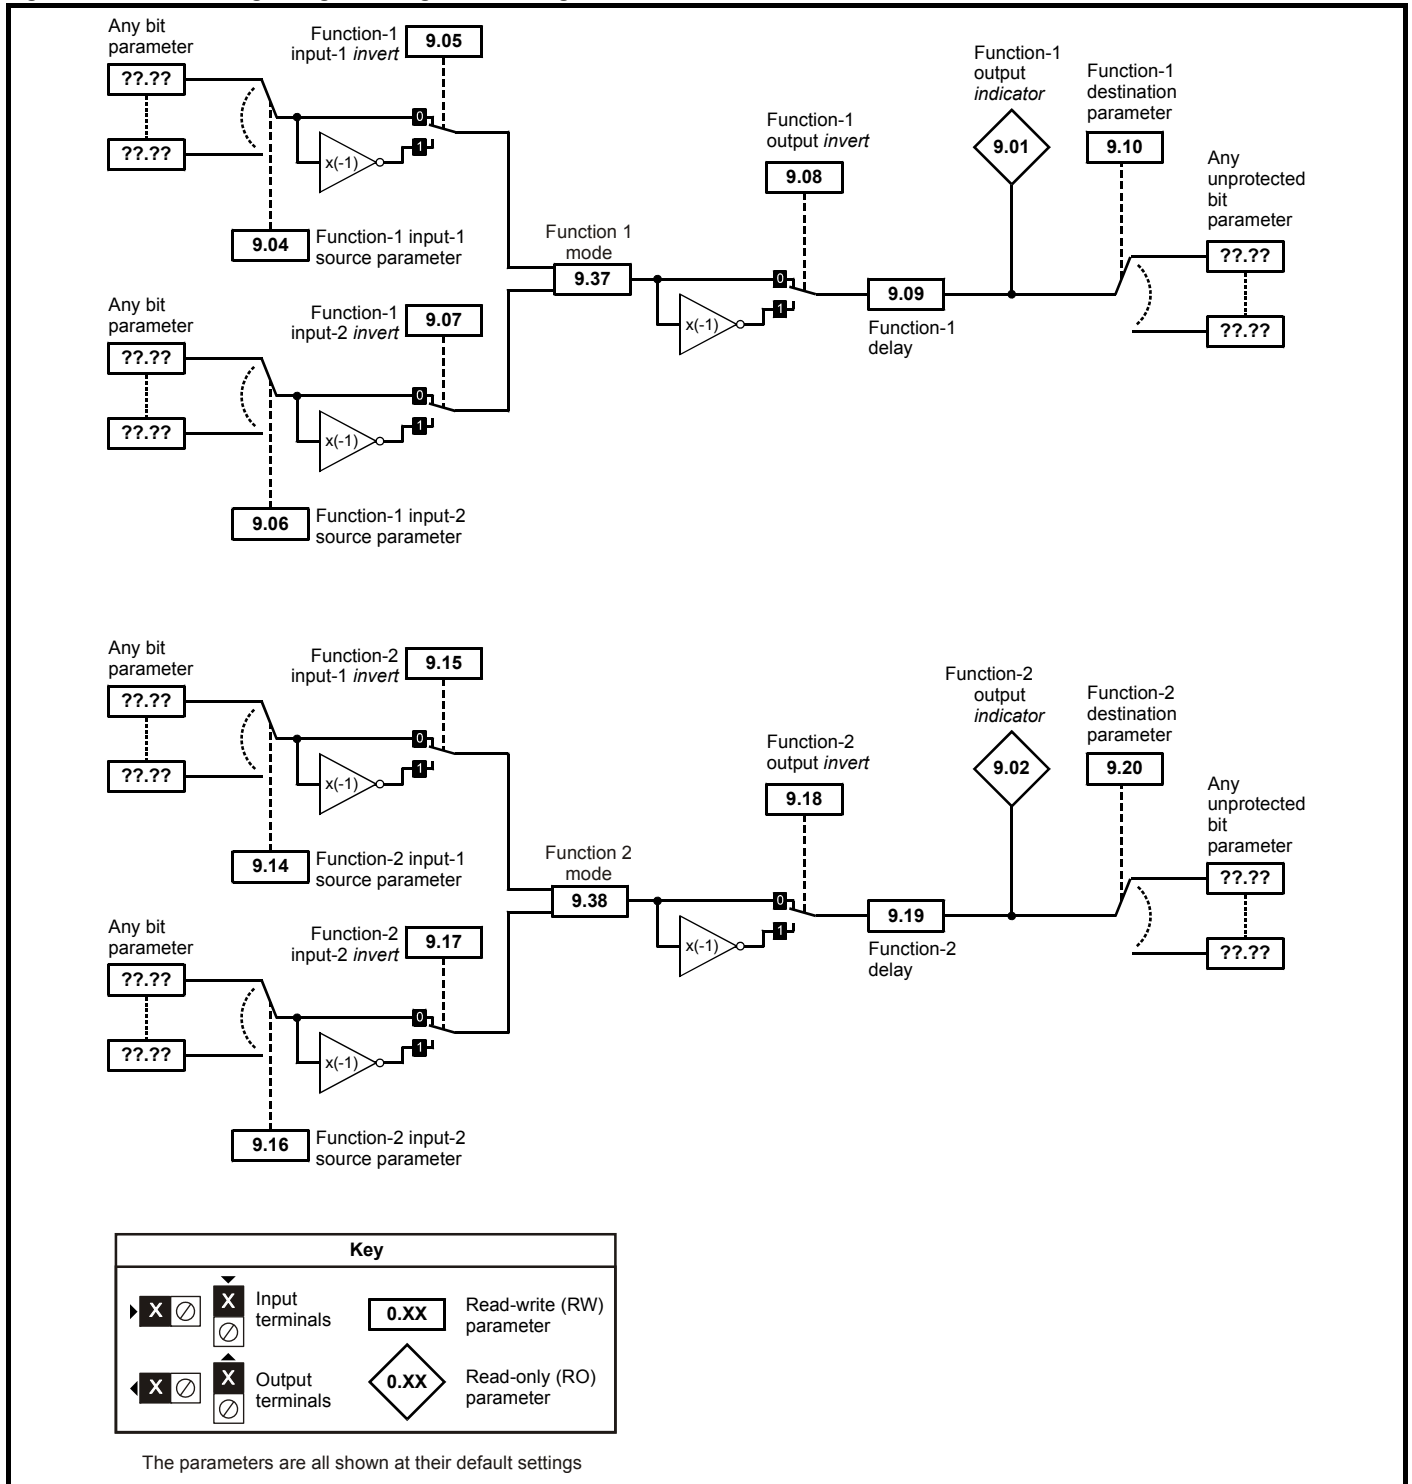 Any bit
parameter
??.??
??.??
Function-1
input-1 invert
9.05
0
1
x(-1)
9.04
Function-1 input-1
source parameter
Any bit
parameter
??.??
??.??
Function-1
input-2 invert
9.07
0
1
x(-1)
9.06
Function-1 input-2
source parameter
Function 1
mode
9.37
x(-1)
Function-1
output invert
9.08
0
1
9.09
Function-1
delay
Function-1
output
indicator
9.01
Function-1
destination
parameter
9.10
Any
unprotected
bit
parameter
??.??
??.??
Any bit
parameter
??.??
??.??
Function-2
input-1 invert
9.15
0
1
x(-1)
9.14
Function-2 input-1
source parameter
Any bit
parameter
??.??
??.??
Function-2
input-2 invert
9.17
0
1
x(-1)
9.16
Function-2 input-2
source parameter
Function 2
mode
9.38
x(-1)
Function-2
output invert
9.18
0
1
9.19
Function-2
delay
Function-2
output
indicator
9.02
Function-2
destination
parameter
9.20
Any
unprotected
bit
parameter
??.??
??.??
Key
X
X
Input
terminals
0.XX
Read-write (RW)
parameter
X
X
Output
terminals
0.XX
Read-only (RO)
parameter
The parameters are all shown at their default settings